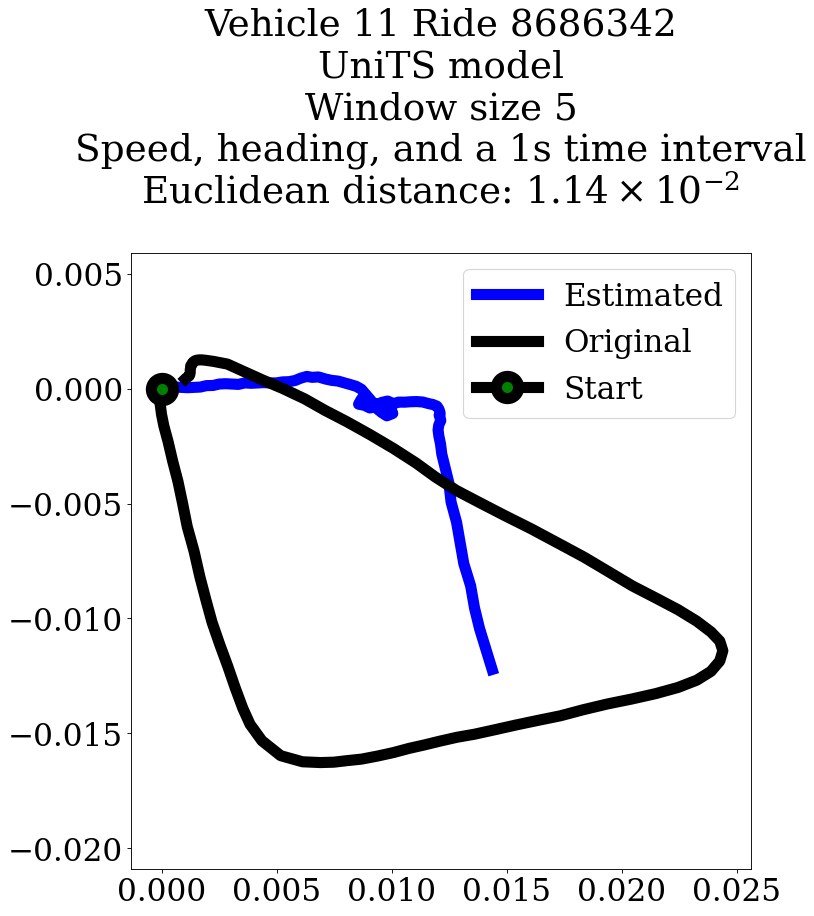 Vehicle 11 Ride 8686342
UniTS model
Window size 5
Speed, heading, and a 1s time interval
Euclidean distance: 1.14 × 10⁻²
0.005
0.000
−0.005
−0.010
−0.015
−0.020
Estimated
Original
Start
0.000 0.005 0.010 0.015 0.020 0.025